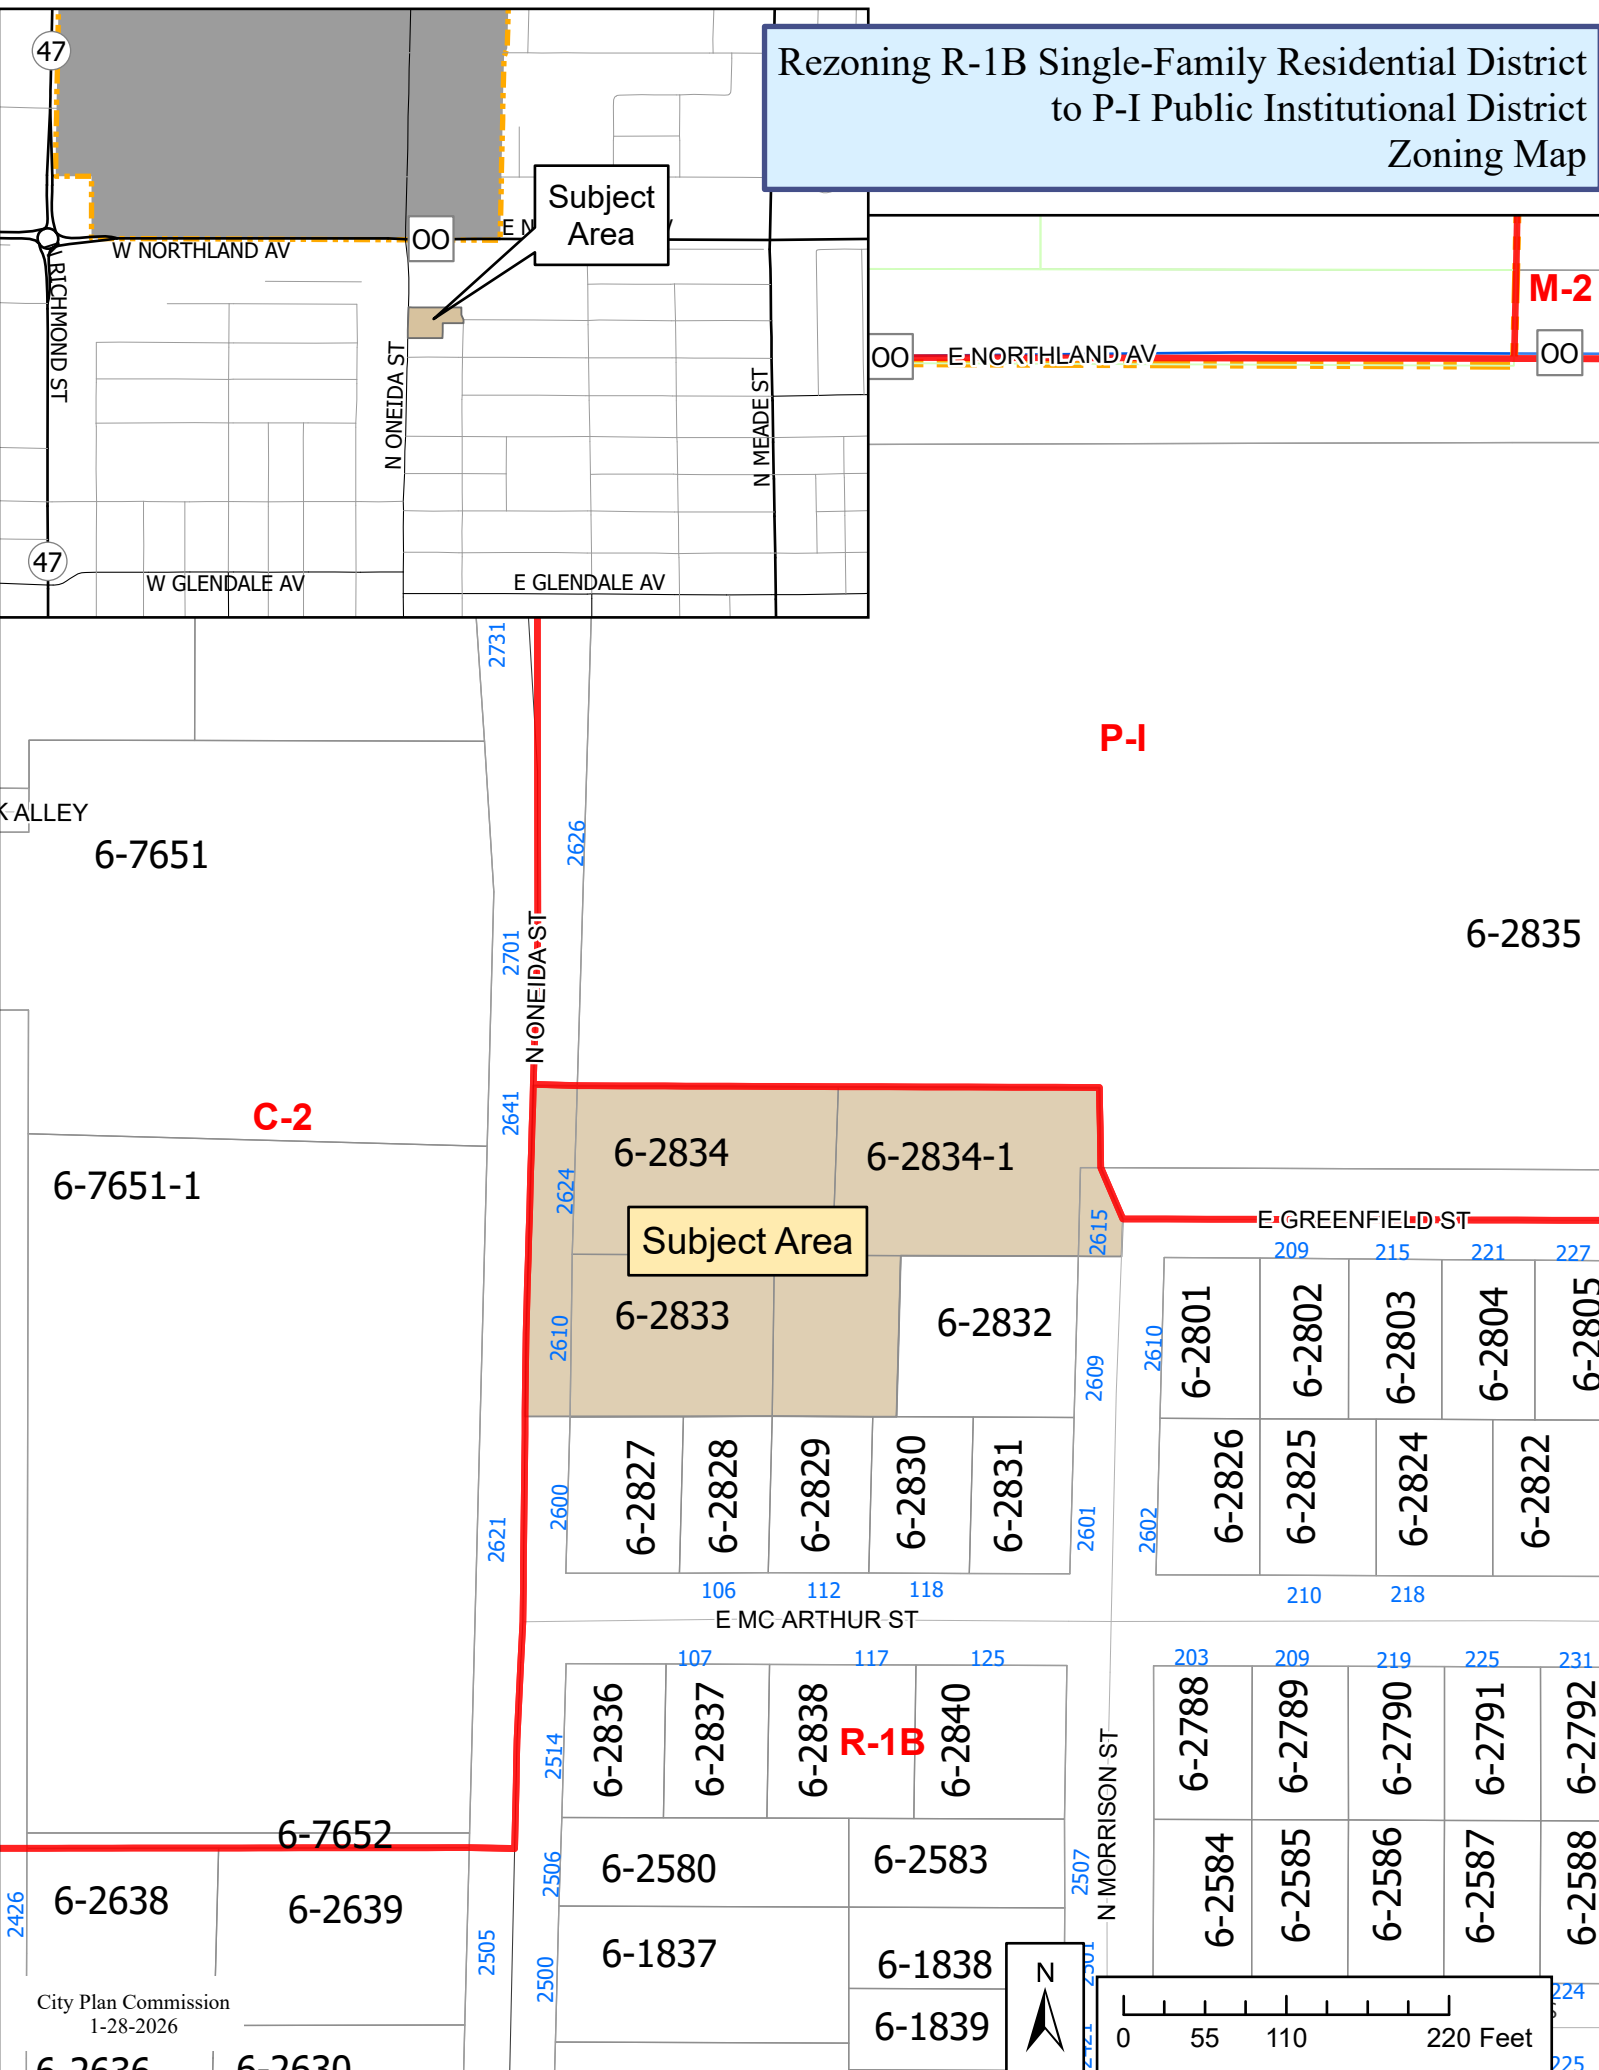 Rezoning R-1B Single-Family Residential District
to P-I Public Institutional District
Zoning Map
47
Subject
Area
OO
E N
W NORTHLAND AV
N RICHMOND ST
N ONEIDA ST
N MEADE ST
47
W GLENDALE AV
E GLENDALE AV
M-2
OO
E NORTHLAND AV
OO
2731
P-I
K ALLEY
6-7651
2626
2701
N ONEIDA ST
6-2835
C-2
2641
6-2834
6-2834-1
6-7651-1
2624
2615
Subject Area
E GREENFIELD ST
209
215
221
227
6-2833
6-2832
2610
2609
2610
6-2801
6-2802
6-2803
6-2804
6-2805
2621
2600
6-2827
6-2828
6-2829
6-2830
6-2831
2601
2602
6-2826
6-2825
6-2824
6-2822
106
112
118
210
218
E MC ARTHUR ST
107
117
125
203
209
219
225
231
2514
6-2836
6-2837
6-2838
R-1B
6-2840
N MORRISON ST
6-2788
6-2789
6-2790
6-2791
6-2792
6-7652
2506
6-2580
6-2583
2507
6-2584
6-2585
6-2586
6-2587
6-2588
2426
6-2638
6-2639
2505
2500
6-1837
6-1838
2501
6-1839
2421
N
224
S
0 55 110 220 Feet
225
City Plan Commission
1-28-2026
6-2636
6-2630